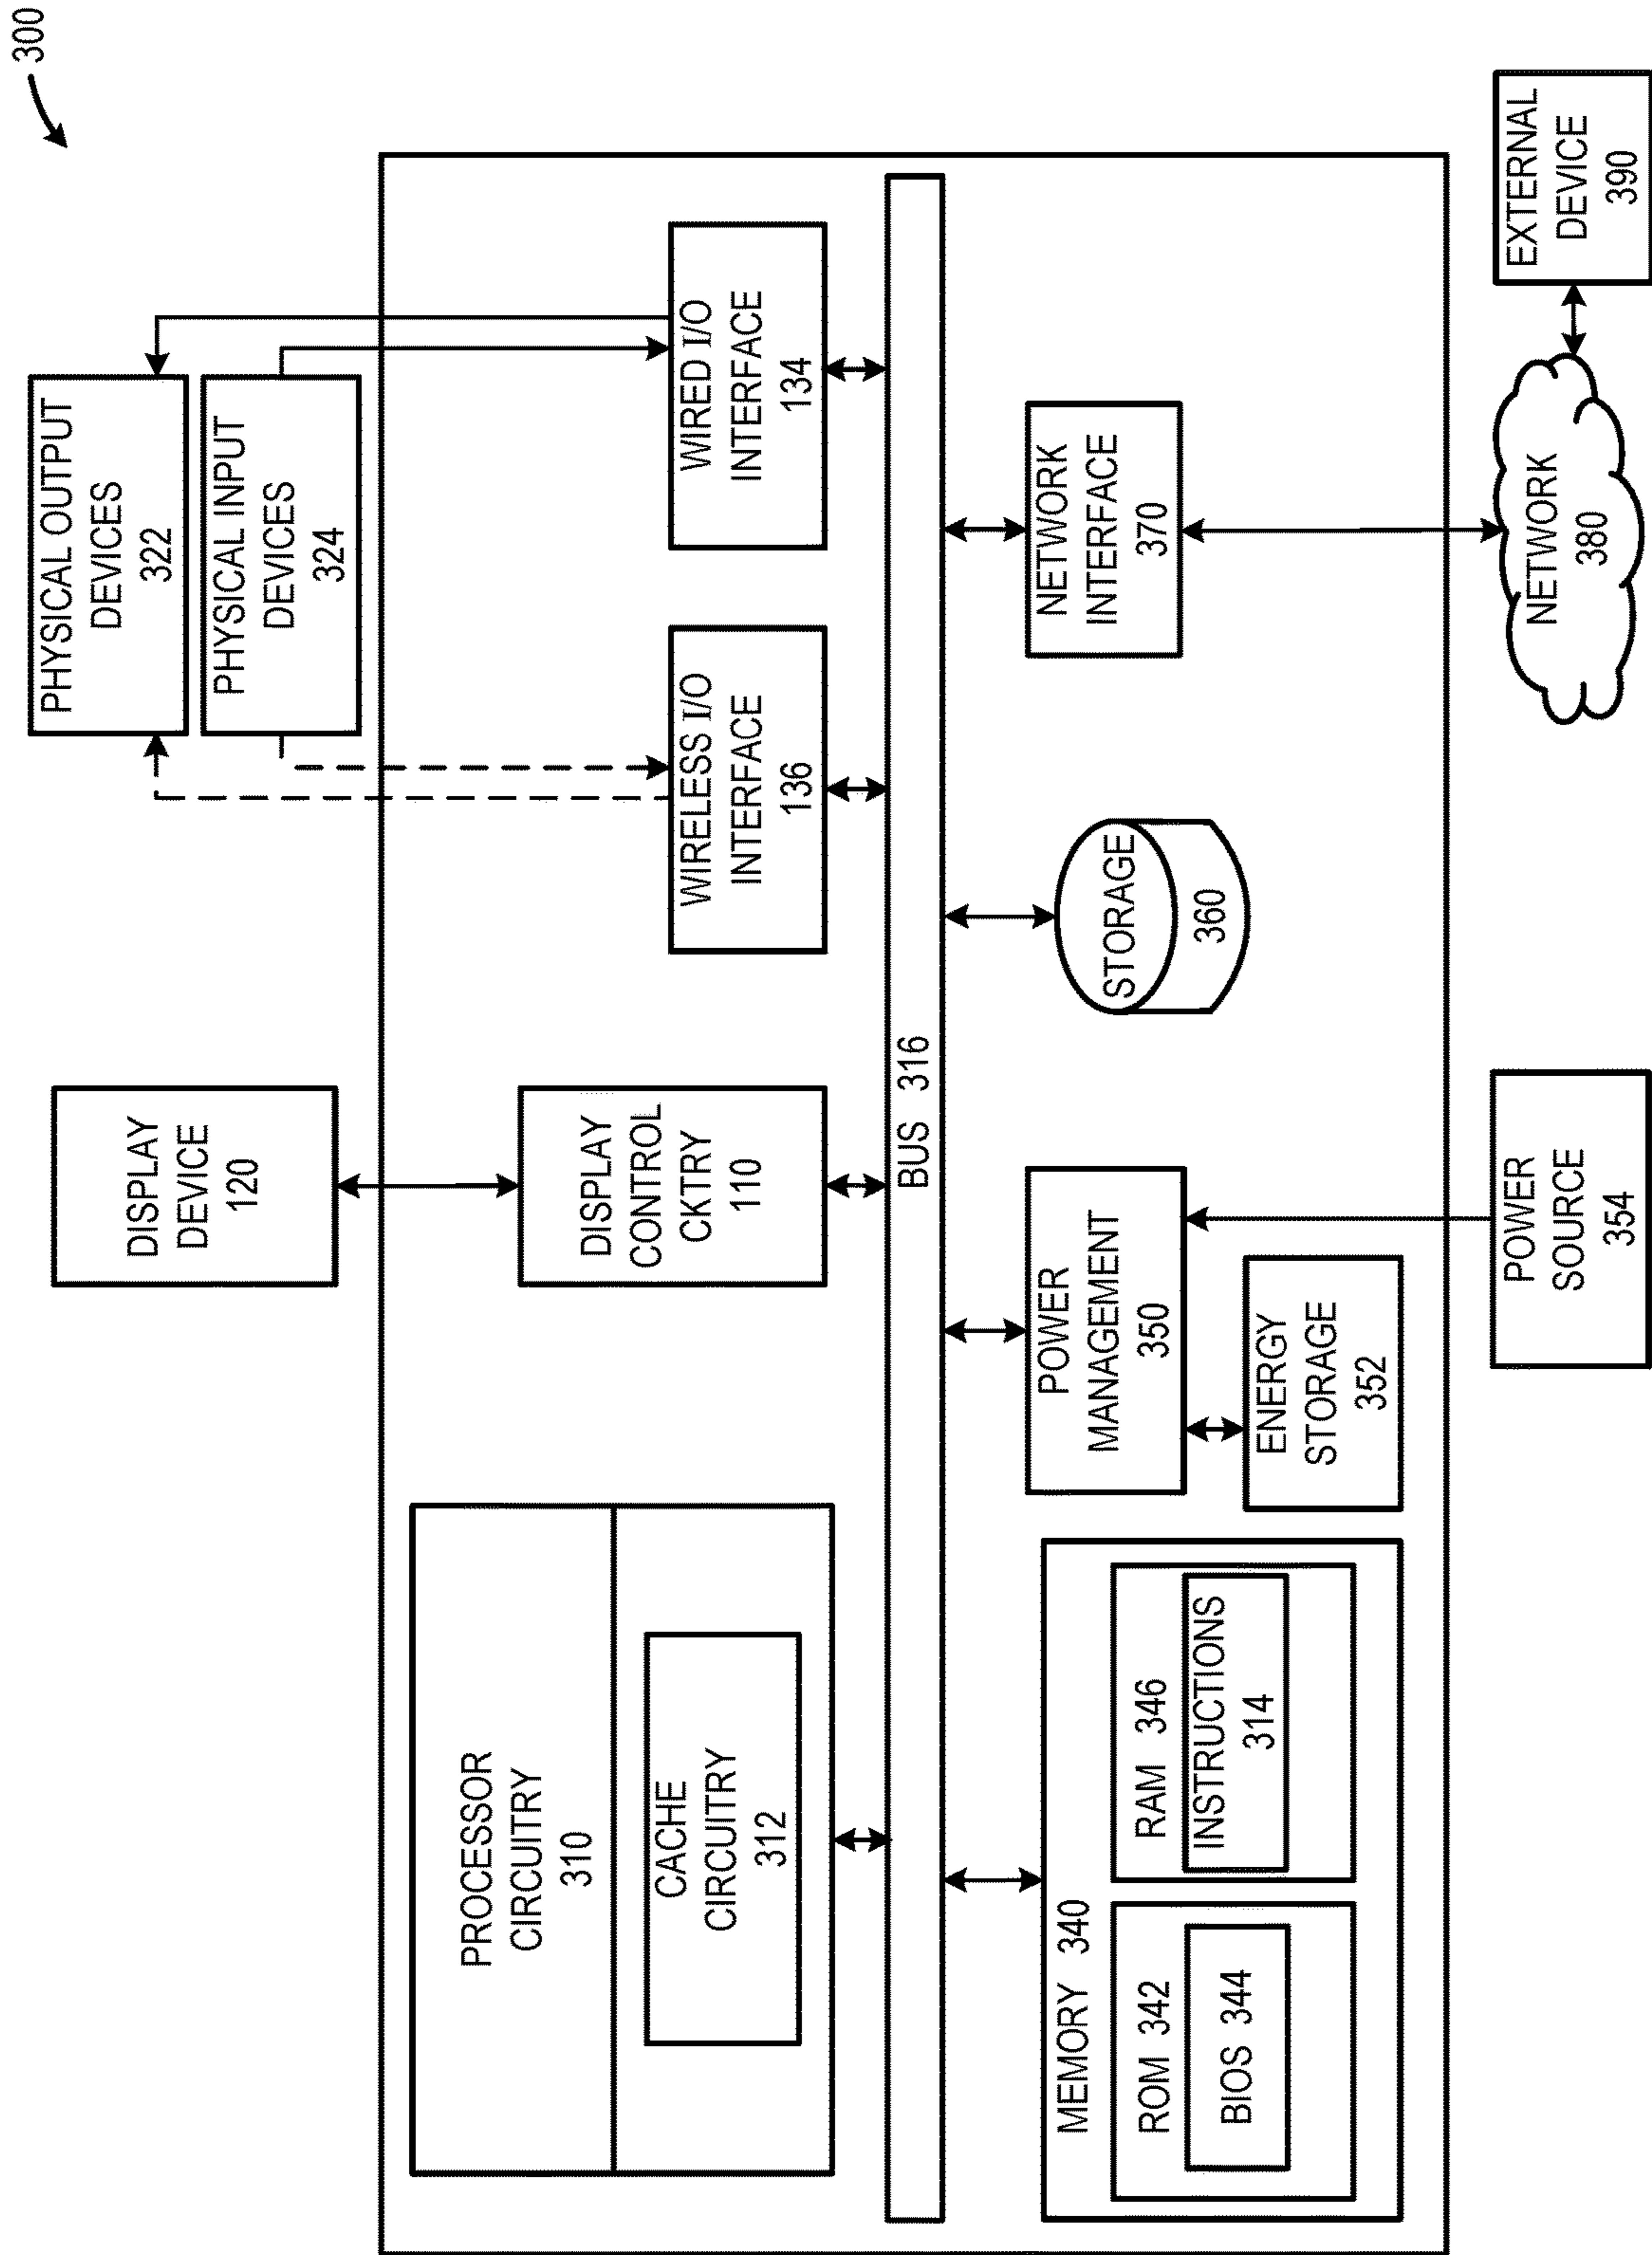 300
PHYSICAL OUTPUT
DEVICES
322
PHYSICAL INPUT
DEVICES
324
DISPLAY
DEVICE
120
PROCESSOR
CIRCUITRY
310
CACHE
CIRCUITRY
312
DISPLAY
CONTROL
CKTRY
110
WIRELESS I/O
INTERFACE
136
WIRED I/O
INTERFACE
134
BUS 316
MEMORY 340
ROM 342
BIOS 344
RAM 346
INSTRUCTIONS
314
POWER
MANAGEMENT
350
ENERGY
STORAGE
352
STORAGE
360
NETWORK
INTERFACE
370
POWER
SOURCE
354
NETWORK
380
EXTERNAL
DEVICE
390